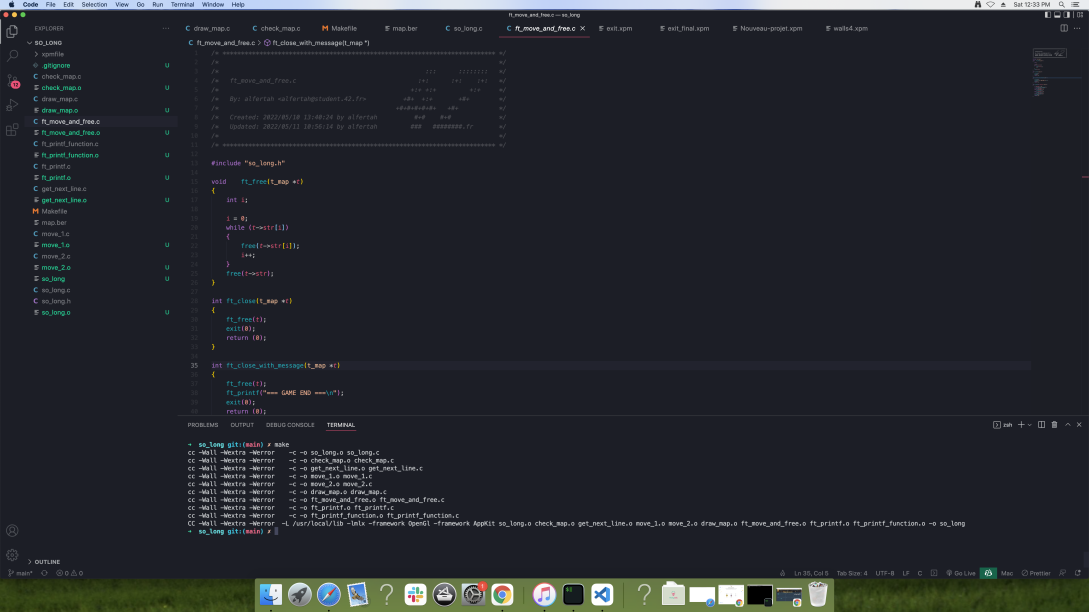 Code File Edit Selection View Go Run Terminal Window Help
Sat 12:33 PM
ft_move_and_free.c — so_long
EXPLORER
draw_map.c check_map.c Makefile map.ber so_long.c ft_move_and_free.c exit.xpm exit_final.xpm Nouveau-projet.xpm walls4.xpm
ft_move_and_free.c > ft_close_with_message(t_map *)
SO_LONG
xpmfile
.gitignore U
check_map.c
check_map.o U
draw_map.c
draw_map.o U
ft_move_and_free.c
ft_move_and_free.o U
ft_printf_function.c
ft_printf_function.o U
ft_printf.c
ft_printf.o U
get_next_line.c
get_next_line.o U
Makefile
map.ber
move_1.c
move_1.o U
move_2.c
move_2.o U
so_long U
so_long.c
so_long.h
so_long.o U
12
/* ft_move_and_free.c :+: :+: :+: */
/* By: alfertah <alfertah@student.42.fr> +#+ +:+ +#+ */
/* Created: 2022/05/10 13:40:24 by alfertah #+# #+# */
/* Updated: 2022/05/11 10:56:14 by alfertah ### ########.fr */
#include "so_long.h"
void ft_free(t_map *t)
{
int i;
i = 0;
while (t->str[i])
{
free(t->str[i]);
i++;
}
free(t->str);
}
int ft_close(t_map *t)
{
ft_free(t);
exit(0);
return (0);
}
35 int ft_close_with_message(t_map *t)
{
ft_free(t);
ft_printf("=== GAME END ===\n");
exit(0);
return (0);
PROBLEMS OUTPUT DEBUG CONSOLE TERMINAL
zsh
➜ so_long git:(main) ✗ make
cc -Wall -Wextra -Werror -c -o so_long.o so_long.c
cc -Wall -Wextra -Werror -c -o check_map.o check_map.c
cc -Wall -Wextra -Werror -c -o get_next_line.o get_next_line.c
cc -Wall -Wextra -Werror -c -o move_1.o move_1.c
cc -Wall -Wextra -Werror -c -o move_2.o move_2.c
cc -Wall -Wextra -Werror -c -o draw_map.o draw_map.c
cc -Wall -Wextra -Werror -c -o ft_move_and_free.o ft_move_and_free.c
cc -Wall -Wextra -Werror -c -o ft_printf.o ft_printf.c
cc -Wall -Wextra -Werror -c -o ft_printf_function.o ft_printf_function.c
CC -Wall -Wextra -Werror -L /usr/local/lib -lmlx -framework OpenGl -framework AppKit so_long.o check_map.o get_next_line.o move_1.o move_2.o draw_map.o ft_move_and_free.o ft_printf.o ft_printf_function.o -o so_long
➜ so_long git:(main) ✗
OUTLINE
main* 0 0
Ln 35, Col 5 Tab Size: 4 UTF-8 LF C Go Live 42 Mac Prettier